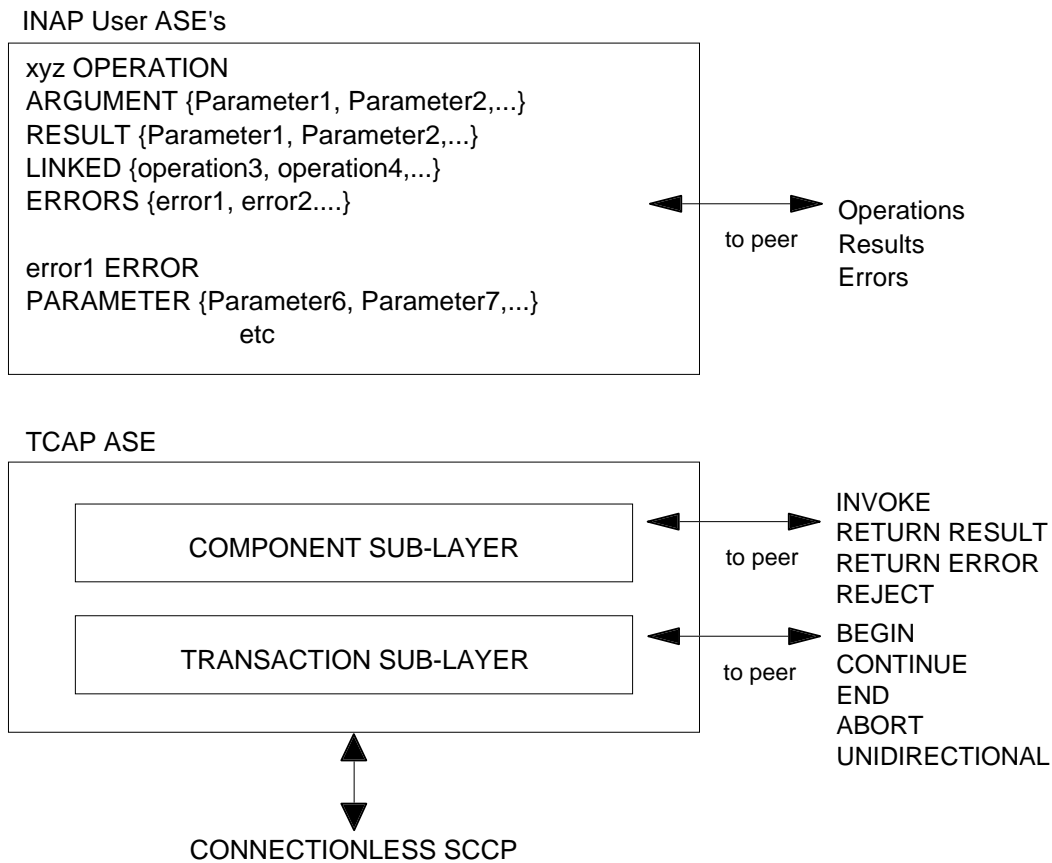 INAP User ASE's
xyz OPERATION
ARGUMENT {Parameter1, Parameter2,...}
RESULT {Parameter1, Parameter2,...}
LINKED {operation3, operation4,...}
ERRORS {error1, error2....}
error1 ERROR
PARAMETER {Parameter6, Parameter7,...}
etc
to peer
Operations
Results
Errors
TCAP ASE
COMPONENT SUB-LAYER
to peer
INVOKE
RETURN RESULT
RETURN ERROR
REJECT
TRANSACTION SUB-LAYER
to peer
BEGIN
CONTINUE
END
ABORT
UNIDIRECTIONAL
CONNECTIONLESS SCCP